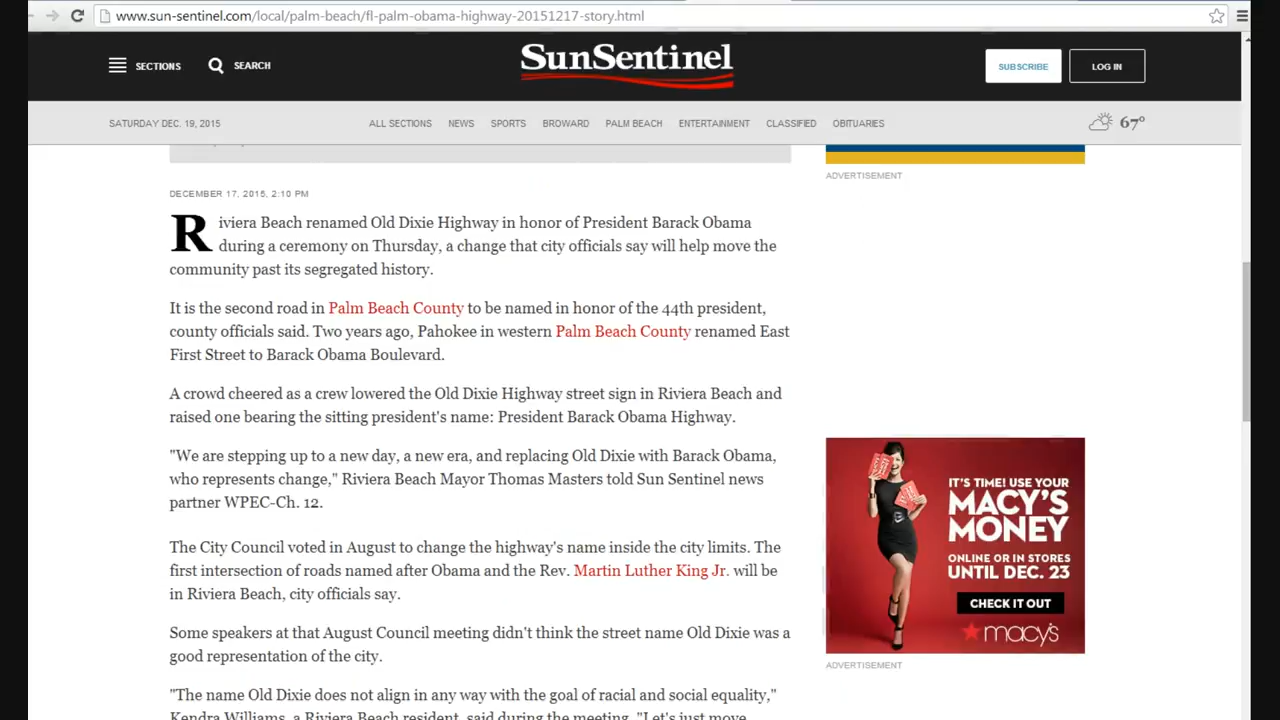 www.sun-sentinel.com/local/palm-beach/fl-palm-obama-highway-20151217-story.html
SECTIONS
SEARCH
SunSentinel
SUBSCRIBE
LOG IN
SATURDAY DEC. 19, 2015
ALL SECTIONS
NEWS
SPORTS
BROWARD
PALM BEACH
ENTERTAINMENT
CLASSIFIED
OBITUARIES
67°
DECEMBER 17, 2015, 2:10 PM
Riviera Beach renamed Old Dixie Highway in honor of President Barack Obama
during a ceremony on Thursday, a change that city officials say will help move the
community past its segregated history.
It is the second road in Palm Beach County to be named in honor of the 44th president,
county officials said. Two years ago, Pahokee in western Palm Beach County renamed East
First Street to Barack Obama Boulevard.
A crowd cheered as a crew lowered the Old Dixie Highway street sign in Riviera Beach and
raised one bearing the sitting president's name: President Barack Obama Highway.
"We are stepping up to a new day, a new era, and replacing Old Dixie with Barack Obama,
who represents change," Riviera Beach Mayor Thomas Masters told Sun Sentinel news
partner WPEC-Ch. 12.
The City Council voted in August to change the highway's name inside the city limits. The
first intersection of roads named after Obama and the Rev. Martin Luther King Jr. will be
in Riviera Beach, city officials say.
Some speakers at that August Council meeting didn't think the street name Old Dixie was a
good representation of the city.
"The name Old Dixie does not align in any way with the goal of racial and social equality,"
Kendra Williams, a Riviera Beach resident, said during the meeting. "Let's just move
ADVERTISEMENT
IT'S TIME! USE YOUR
MACY'S
MONEY
ONLINE OR IN STORES
UNTIL DEC. 23
CHECK IT OUT
macy's
ADVERTISEMENT